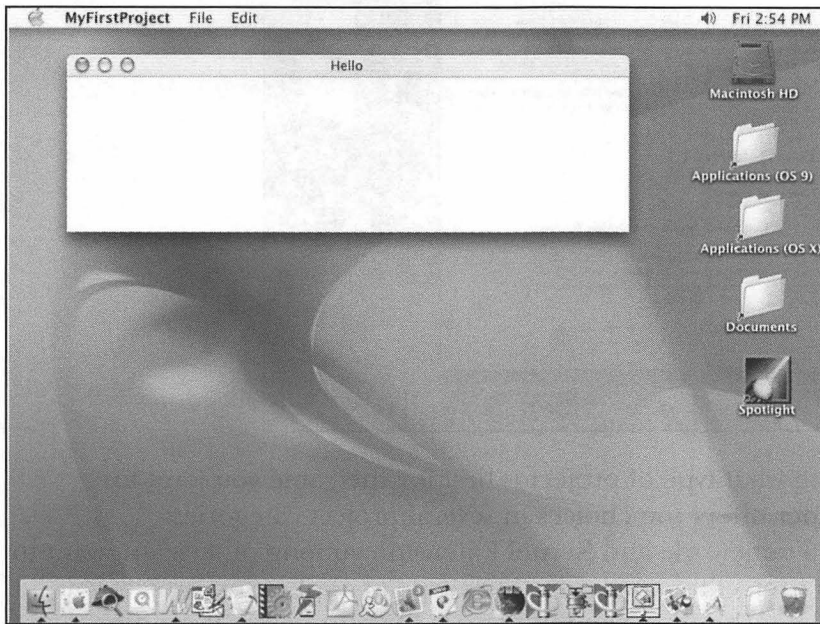 MyFirstProject File Edit Fri 2:54 PM
Hello
Macintosh HD
Applications (OS 9)
Applications (OS X)
Documents
Spotlight